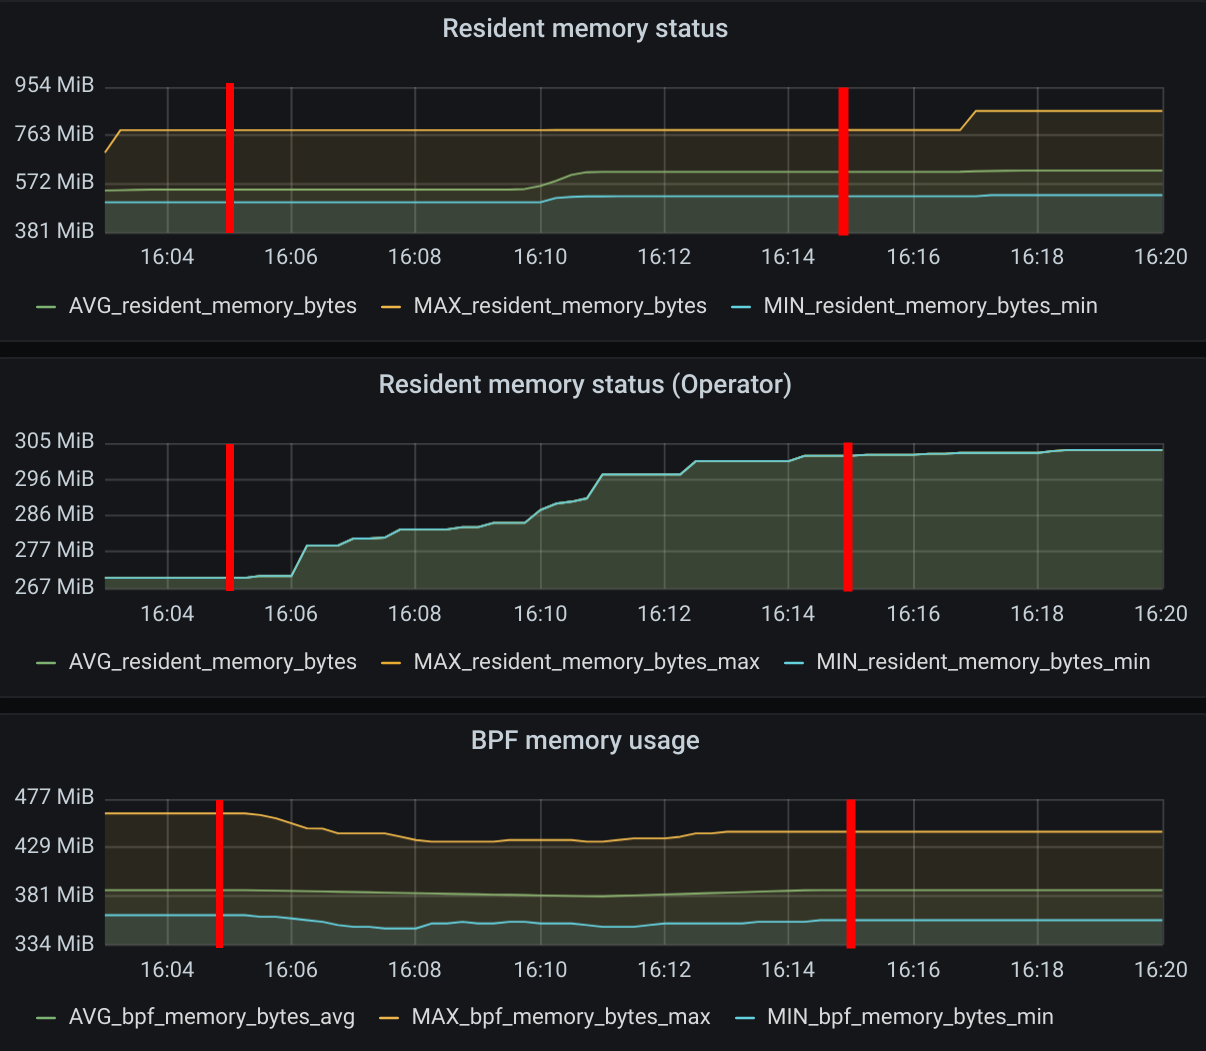 Resident memory status
954 MiB
763 MiB
572 MiB
381 MiB
16:04 16:06 16:08 16:10 16:12 16:14 16:16 16:18 16:20
AVG_resident_memory_bytes MAX_resident_memory_bytes MIN_resident_memory_bytes_min
Resident memory status (Operator)
305 MiB
296 MiB
286 MiB
277 MiB
267 MiB
16:04 16:06 16:08 16:10 16:12 16:14 16:16 16:18 16:20
AVG_resident_memory_bytes MAX_resident_memory_bytes_max MIN_resident_memory_bytes_min
BPF memory usage
477 MiB
429 MiB
381 MiB
334 MiB
16:04 16:06 16:08 16:10 16:12 16:14 16:16 16:18 16:20
AVG_bpf_memory_bytes_avg MAX_bpf_memory_bytes_max MIN_bpf_memory_bytes_min